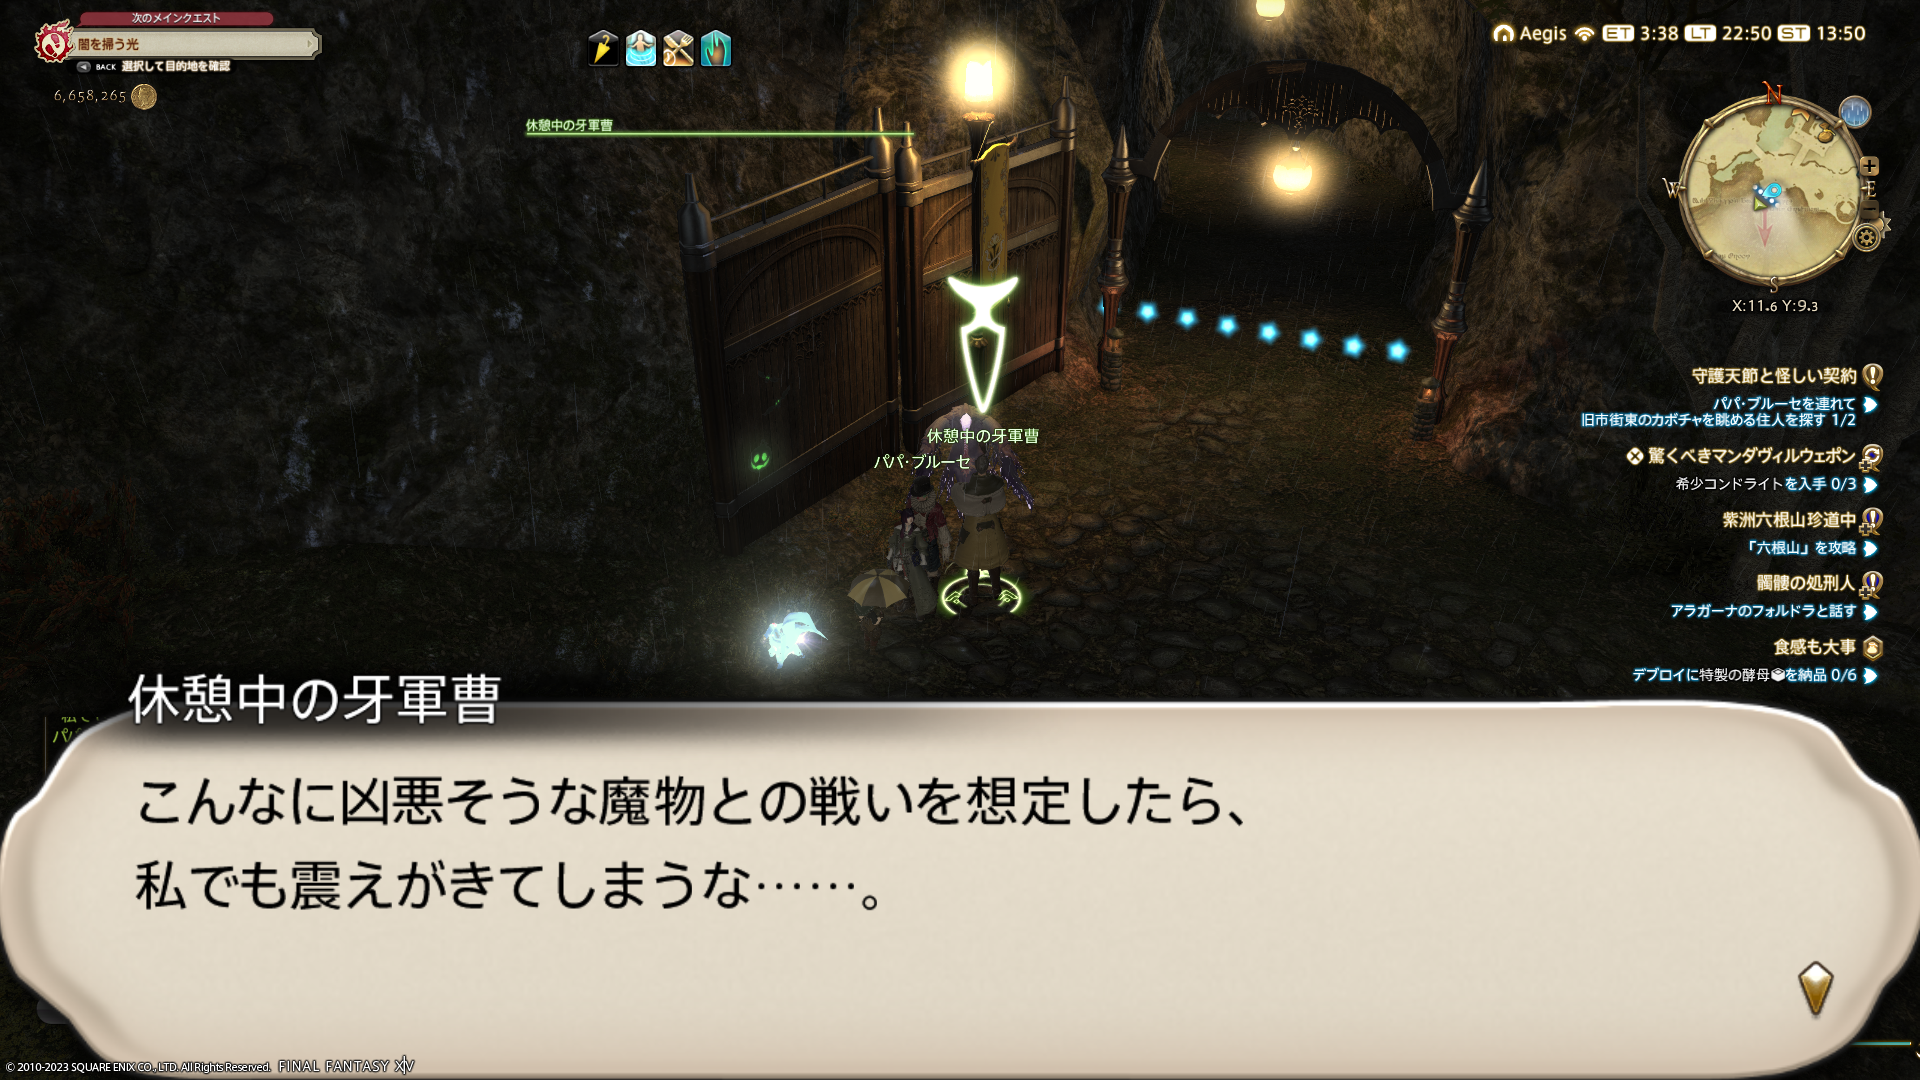 次のメインクエスト
闇を掃う光
BACK 選択して目的地を確認
6,658,265
Aegis ET 3:38 LT 22:50 ST 13:50
休憩中の牙軍曹
N
W
E
S
X:11.6 Y:9.3
守護天節と怪しい契約
パパ・ブルーセを連れて
旧市街東のカボチャを眺める住人を探す 1/2
驚くべきマンダヴィルウェポン
希少コンドライトを入手 0/3
紫洲六根山珍道中
「六根山」を攻略
髑髏の処刑人
アラガーナのフォルドラと話す
食感も大事
デブロイに特製の酵母を納品 0/6
休憩中の牙軍曹
パパ・ブルーセ
休憩中の牙軍曹
こんなに凶悪そうな魔物との戦いを想定したら、
私でも震えがきてしまうな……。
© 2010-2023 SQUARE ENIX CO., LTD. All Rights Reserved. FINAL FANTASY XIV